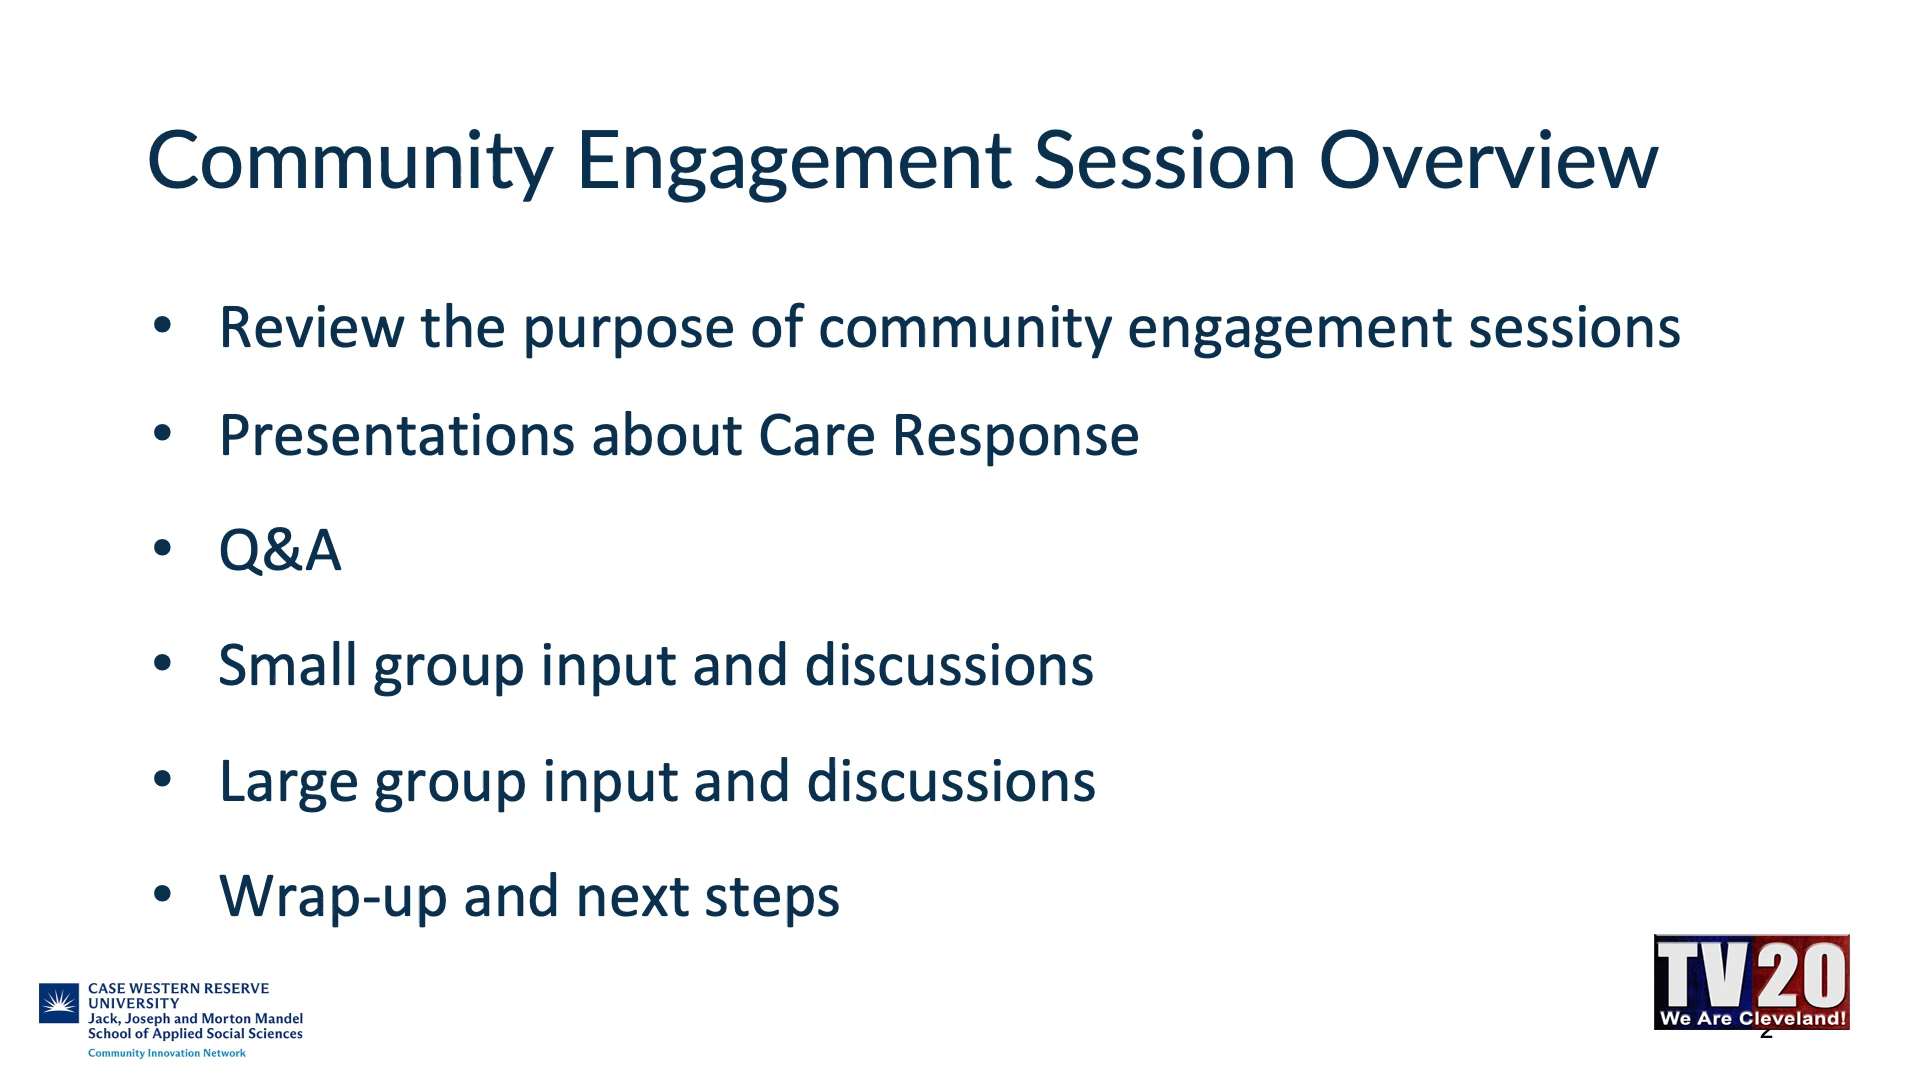 Community Engagement Session Overview
• Review the purpose of community engagement sessions
• Presentations about Care Response
• Q&A
• Small group input and discussions
• Large group input and discussions
• Wrap-up and next steps
CASE WESTERN RESERVE
UNIVERSITY
Jack, Joseph and Morton Mandel
School of Applied Social Sciences
Community Innovation Network
TV20
We Are Cleveland!
2